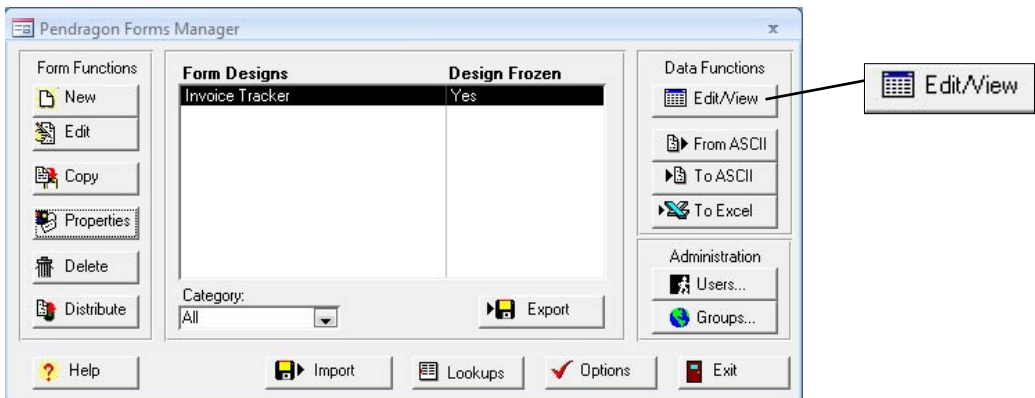 Pendragon Forms Manager
x
Form Functions
New
Edit
Copy
Properties
Delete
Distribute
Form Designs
Design Frozen
Invoice Tracker
Yes
Category:
All
Export
Data Functions
Edit/View
From ASCII
To ASCII
To Excel
Administration
Users...
Groups...
Help
Import
Lookups
Options
Exit
Edit/View